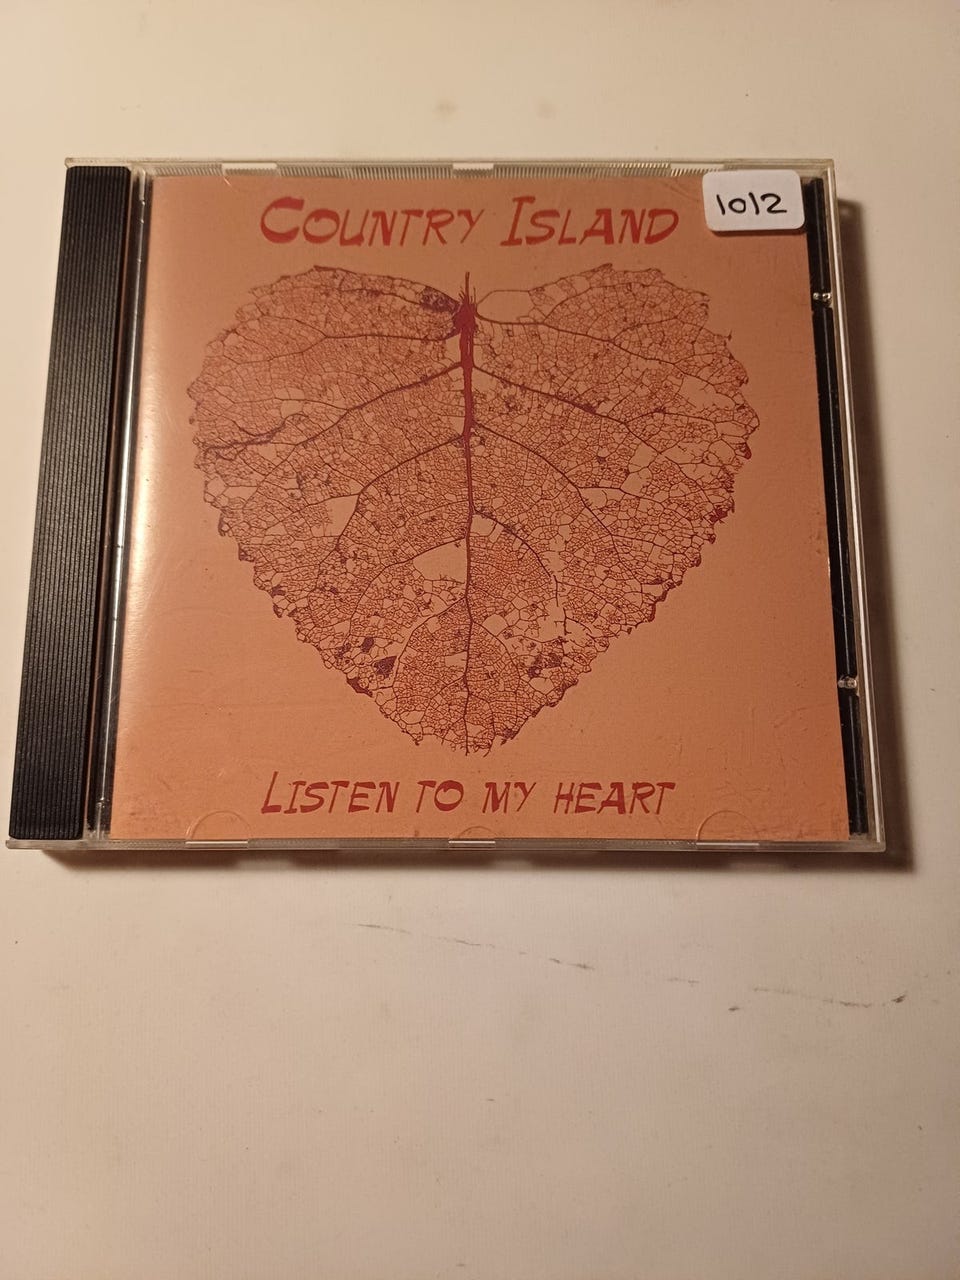 COUNTRY ISLAND
1012
LISTEN TO MY HEART